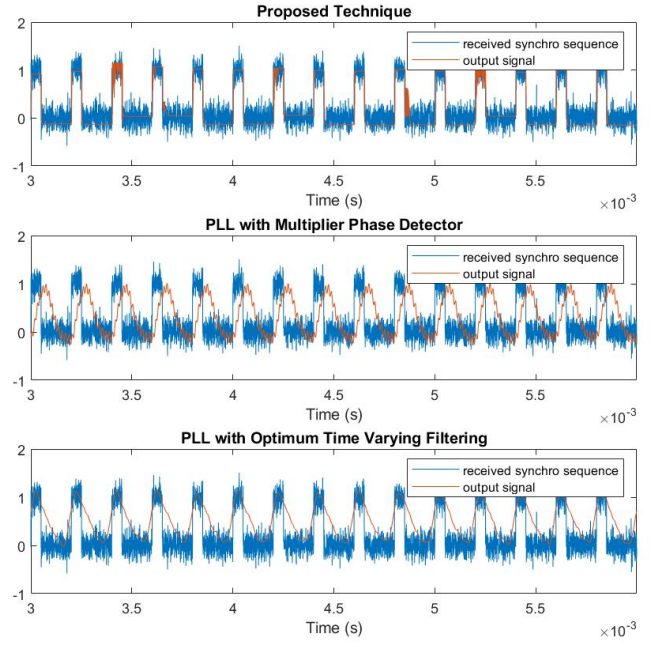 Proposed Technique
2
received synchro sequence
output signal
1
0
-1
3 3.5 4 4.5 5 5.5
Time (s)
×10⁻³
PLL with Multiplier Phase Detector
2
received synchro sequence
output signal
1
0
-1
3 3.5 4 4.5 5 5.5
Time (s)
×10⁻³
PLL with Optimum Time Varying Filtering
2
received synchro sequence
output signal
1
0
-1
3 3.5 4 4.5 5 5.5
Time (s)
×10⁻³